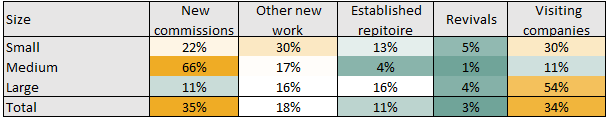 Size New commissions Other new work Established repitoire Revivals Visiting companies
Small 22% 30% 13% 5% 30%
Medium 66% 17% 4% 1% 11%
Large 11% 16% 16% 4% 54%
Total 35% 18% 11% 3% 34%